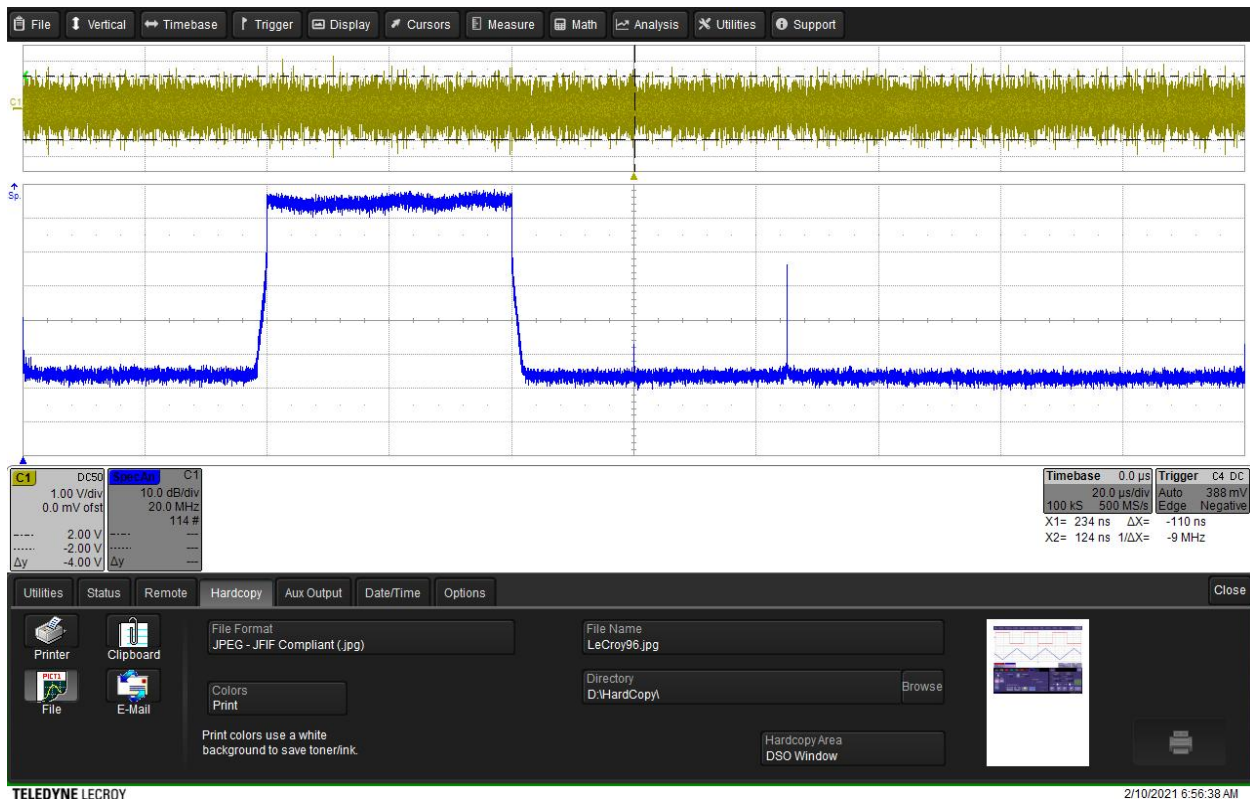 File Vertical Timebase Trigger Display Cursors Measure Math Analysis Utilities Support
C1
Sp.
C1 DC50
1.00 V/div
0.0 mV ofst
2.00 V
-2.00 V
Δy -4.00 V
SpecAn C1
10.0 dB/div
20.0 MHz
114 #
---
---
Δy ---
Timebase 0.0 µs
20.0 µs/div
100 kS 500 MS/s
Trigger C4 DC
Auto 388 mV
Edge Negative
X1= 234 ns ΔX= -110 ns
X2= 124 ns 1/ΔX= -9 MHz
Utilities Status Remote Hardcopy Aux Output Date/Time Options Close
Printer
Clipboard
PICT1
File
E-Mail
File Format
JPEG - JFIF Compliant (.jpg)
Colors
Print
Print colors use a white
background to save toner/ink.
File Name
LeCroy96.jpg
Directory
D:\HardCopy\
Browse
Hardcopy Area
DSO Window
TELEDYNE LECROY 2/10/2021 6:56:38 AM